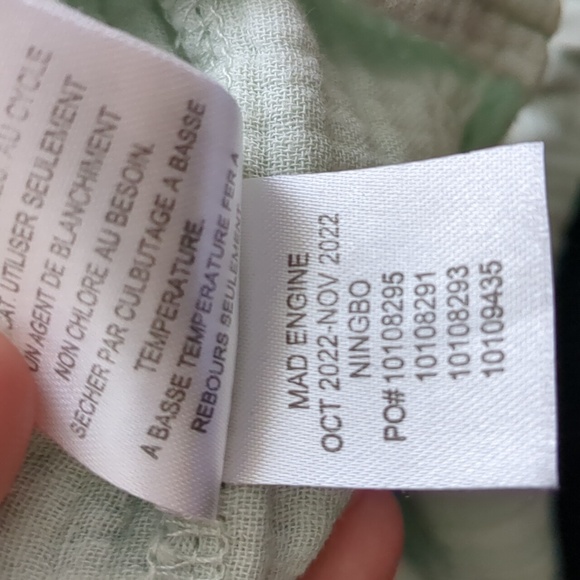 AU CYCLE
UTILISER SEULEMENT
UN AGENT DE BLANCHIMENT
NON CHLORE AU BESOIN.
SECHER PAR CULBUTAGE A BASSE
TEMPERATURE.
A BASSE TEMPERATURE FER A
REBOURS SEULEMENT
MAD ENGINE
OCT 2022-NOV 2022
NINGBO
PO#10108295
10108291
10108293
10109435